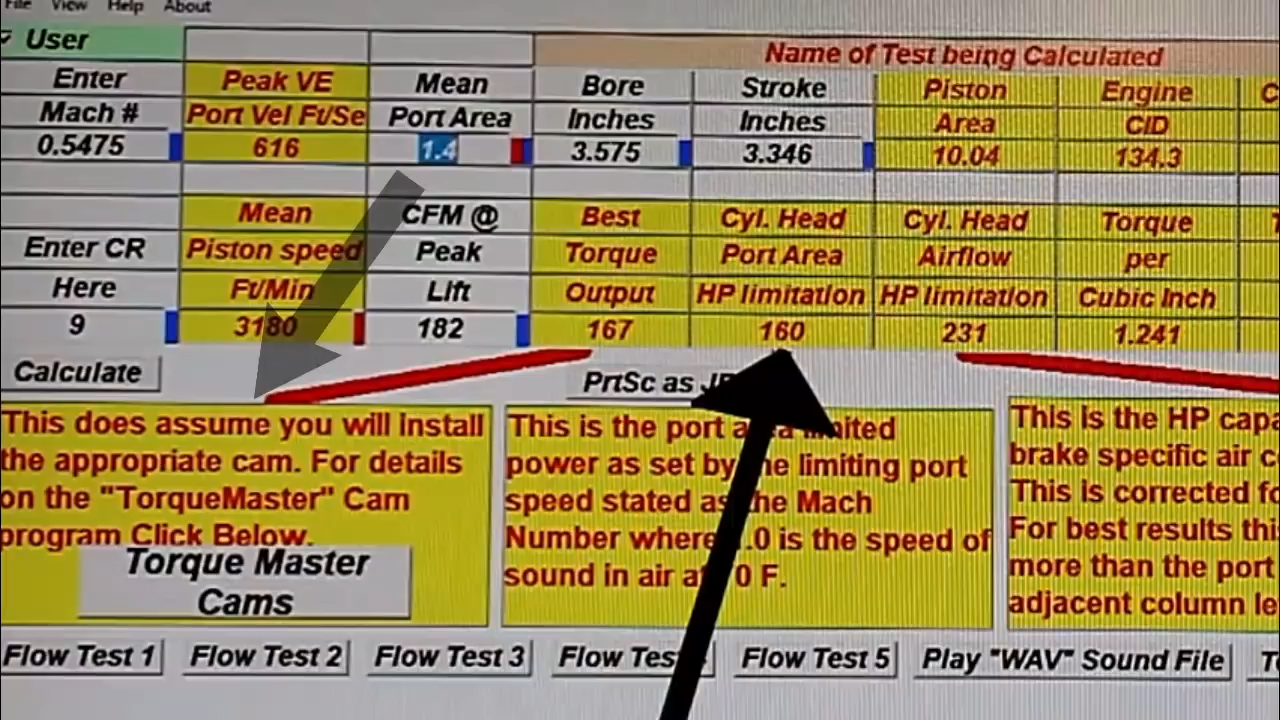 File View Help About
User
Name of Test being Calculated
Enter Peak VE Mean Bore Stroke Piston Engine
Mach # Port Vel Ft/Se Port Area Inches Inches Area CID
0.5475 616 1.4 3.575 3.346 10.04 134.3
Mean CFM @ Best Cyl. Head Cyl. Head Torque
Enter CR Piston speed Peak Torque Port Area Airflow per
Here Ft/Min Lift Output HP limitation HP limitation Cubic Inch
9 3180 182 167 160 231 1.241
Calculate
PrtSc as
This does assume you will install
the appropriate cam. For details
on the "TorqueMaster" Cam
program Click Below.
Torque Master
Cams
This is the port limited
power as set by the limiting port
speed stated as the Mach
Number where .0 is the speed of
sound in air 0 F.
This is the HP
brake specific air
This is corrected
For best results
more than the port
adjacent column
Flow Test 1 Flow Test 2 Flow Test 3 Flow Flow Test 5 Play "WAV" Sound File